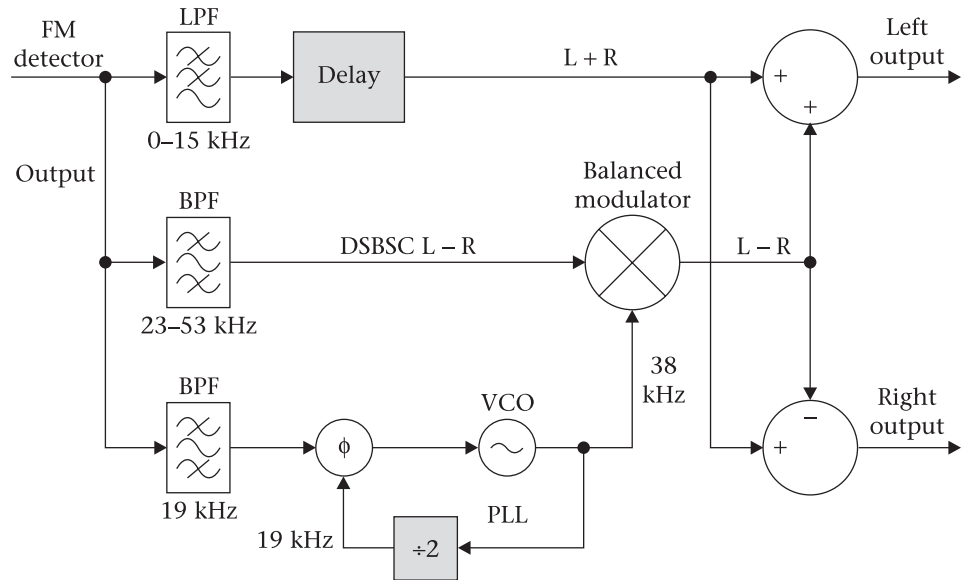 FM
detector
LPF
0–15 kHz
Delay
L + R
+
+
Left
output
Output
BPF
23–53 kHz
DSBSC L – R
Balanced
modulator
L – R
38
kHz
BPF
19 kHz
ϕ
VCO
PLL
19 kHz
÷2
–
+
Right
output